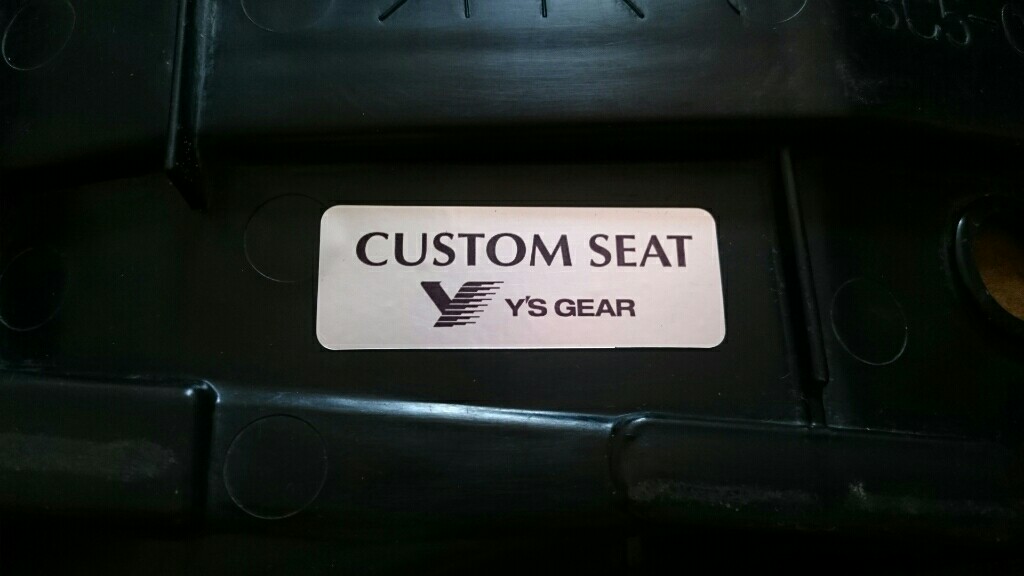 CUSTOM SEAT
Y'S GEAR